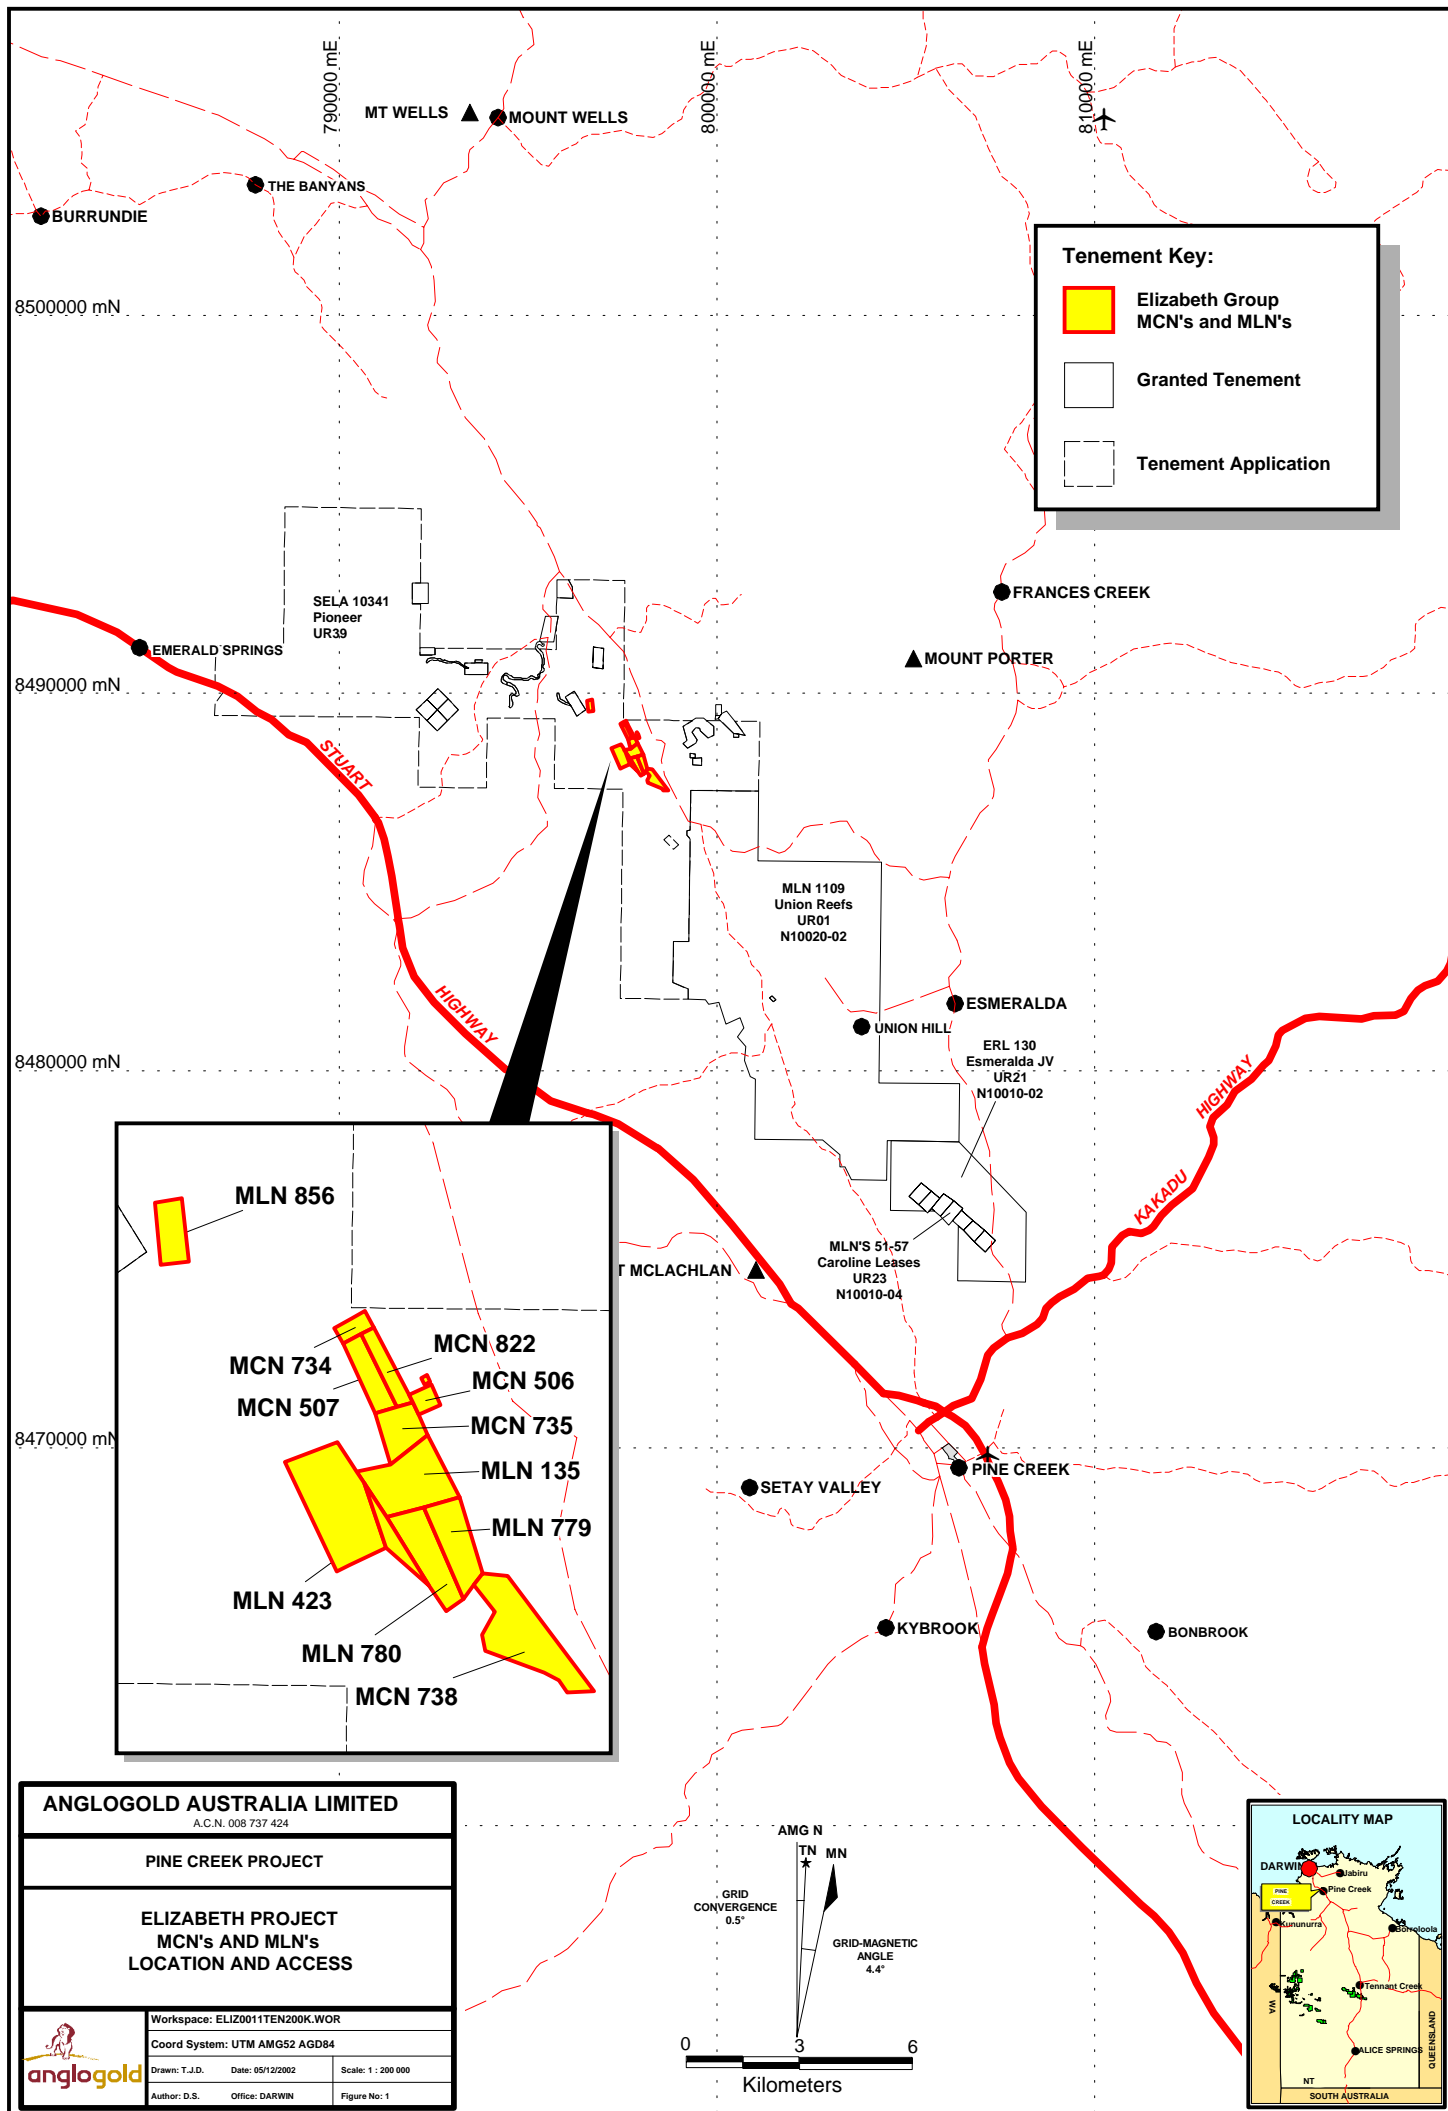 790000 mE
800000 mE
810000 mE
MT WELLS
MOUNT WELLS
THE BANYANS
BURRUNDIE
8500000 mN
Tenement Key:
Elizabeth Group
MCN's and MLN's
Granted Tenement
Tenement Application
SELA 10341
Pioneer
UR39
EMERALD SPRINGS
FRANCES CREEK
MOUNT PORTER
8490000 mN
STUART
HIGHWAY
MLN 1109
Union Reefs
UR01
N10020-02
ESMERALDA
UNION HILL
ERL 130
Esmeralda JV
UR21
N10010-02
8480000 mN
HIGHWAY
KAKADU
MLN'S 51-57
Caroline Leases
UR23
N10010-04
T MCLACHLAN
MLN 856
MCN 822
MCN 734
MCN 506
MCN 507
MCN 735
MLN 135
MLN 779
MLN 423
MLN 780
MCN 738
8470000 mN
PINE CREEK
SETAY VALLEY
KYBROOK
BONBROOK
ANGLOGOLD AUSTRALIA LIMITED
A.C.N. 008 737 424
PINE CREEK PROJECT
ELIZABETH PROJECT
MCN's AND MLN's
LOCATION AND ACCESS
anglogold
Workspace: ELIZ0011TEN200K.WOR
Coord System: UTM AMG52 AGD84
Drawn: T.J.D. Date: 05/12/2002 Scale: 1 : 200 000
Author: D.S. Office: DARWIN Figure No: 1
AMG N
TN
MN
GRID
CONVERGENCE
0.5°
GRID-MAGNETIC
ANGLE
4.4°
0 3 6
Kilometers
LOCALITY MAP
DARWIN
Jabiru
PINE
CREEK
Pine Creek
Kununurra
Borroloola
Tennant Creek
WA
QUEENSLAND
ALICE SPRINGS
NT
SOUTH AUSTRALIA